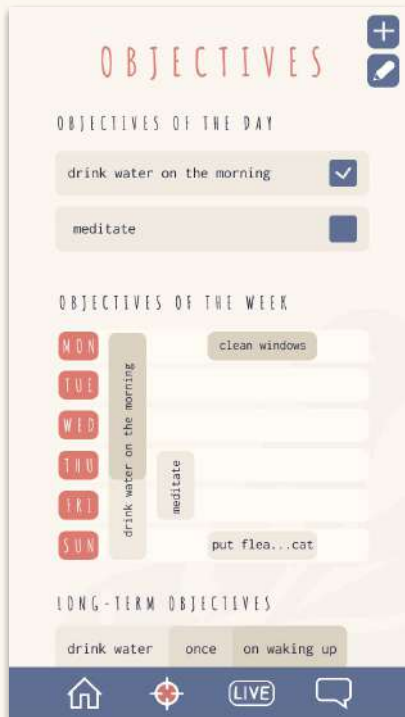 OBJECTIVES
OBJECTIVES OF THE DAY
drink water on the morning
meditate
OBJECTIVES OF THE WEEK
MON
clean windows
TUE
WED
THU
FRI
SUN
drink water on the morning
meditate
put flea...cat
LONG-TERM OBJECTIVES
drink water once on waking up
LIVE